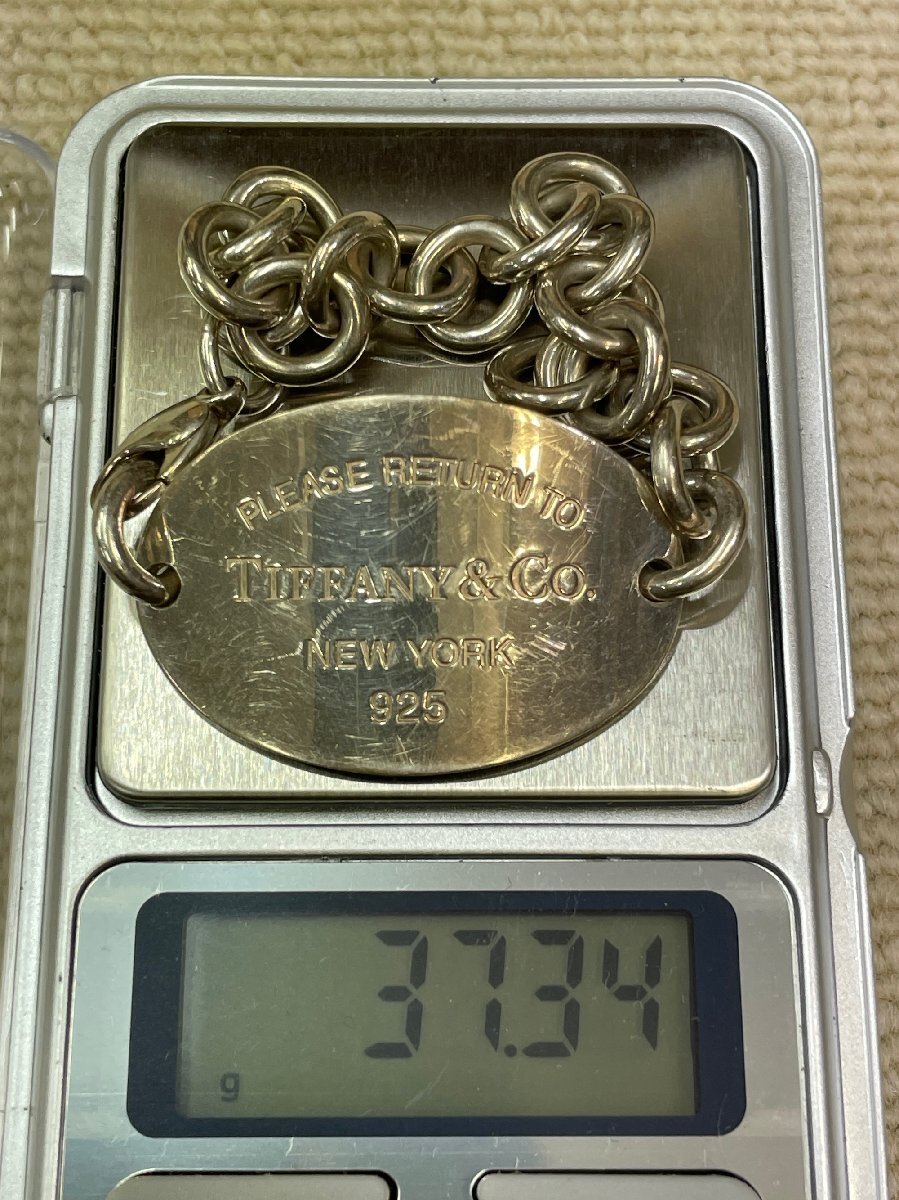 PLEASE RETURN TO
TIFFANY & CO.
NEW YORK
925
37.34
g